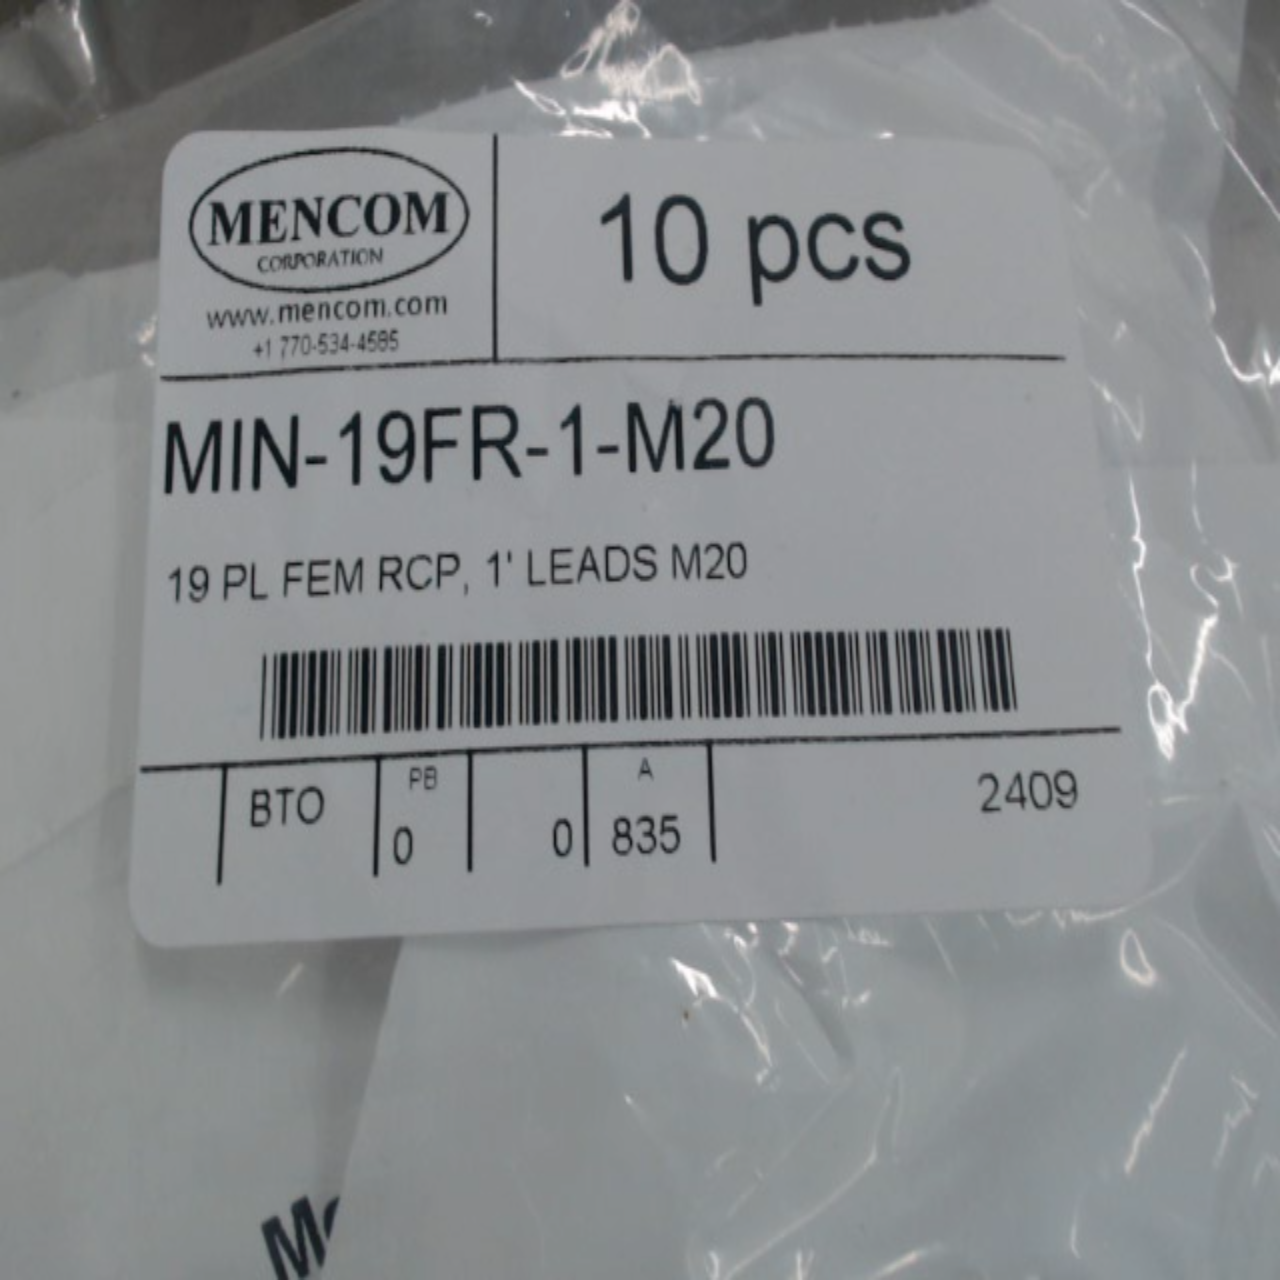 MENCOM
CORPORATION
www.mencom.com
+1 770-534-4585
10 pcs
MIN-19FR-1-M20
19 PL FEM RCP, 1' LEADS M20
BTO
PB
0
0
A
835
2409